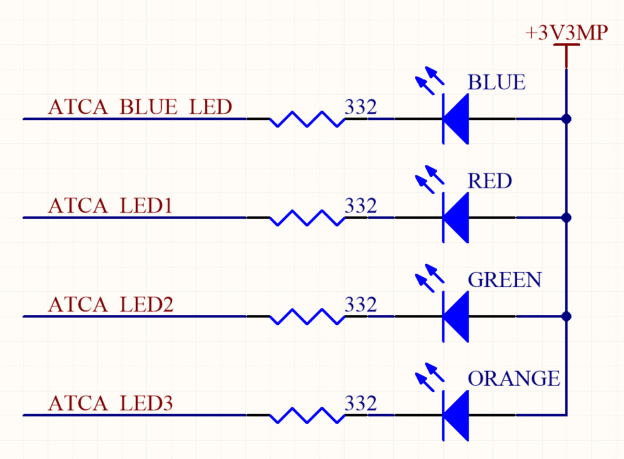 +3V3MP
BLUE
ATCA BLUE LED 332
RED
ATCA LED1 332
GREEN
ATCA LED2 332
ORANGE
ATCA LED3 332